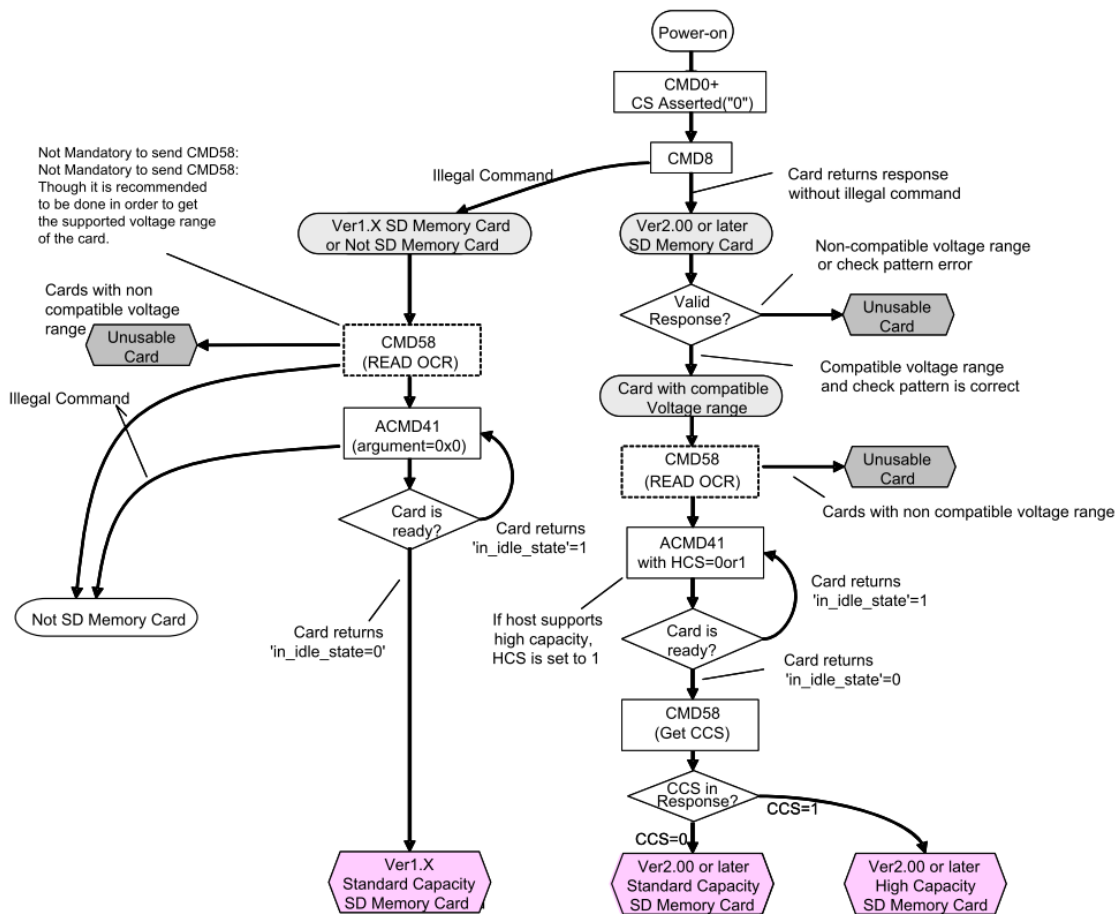 Power-on
CMD0+
CS Asserted("0")
Not Mandatory to send CMD58:
Not Mandatory to send CMD58:
Though it is recommended
to be done in order to get
the supported voltage range
of the card.
CMD8
Illegal Command
Card returns response
without illegal command
Ver1.X SD Memory Card
or Not SD Memory Card
Ver2.00 or later
SD Memory Card
Non-compatible voltage range
or check pattern error
Cards with non
compatible voltage
range
Valid
Response?
Unusable
Card
Unusable
Card
CMD58
(READ OCR)
Compatible voltage range
and check pattern is correct
Card with compatible
Voltage range
Illegal Command
ACMD41
(argument=0x0)
CMD58
(READ OCR)
Unusable
Card
Cards with non compatible voltage range
Card is
ready?
Card returns
'in_idle_state'=1
ACMD41
with HCS=0or1
Card returns
'in_idle_state'=1
Not SD Memory Card
Card returns
'in_idle_state=0'
If host supports
high capacity,
HCS is set to 1
Card is
ready?
Card returns
'in_idle_state'=0
CMD58
(Get CCS)
CCS in
Response?
CCS=1
CCS=0
Ver1.X
Standard Capacity
SD Memory Card
Ver2.00 or later
Standard Capacity
SD Memory Card
Ver2.00 or later
High Capacity
SD Memory Card